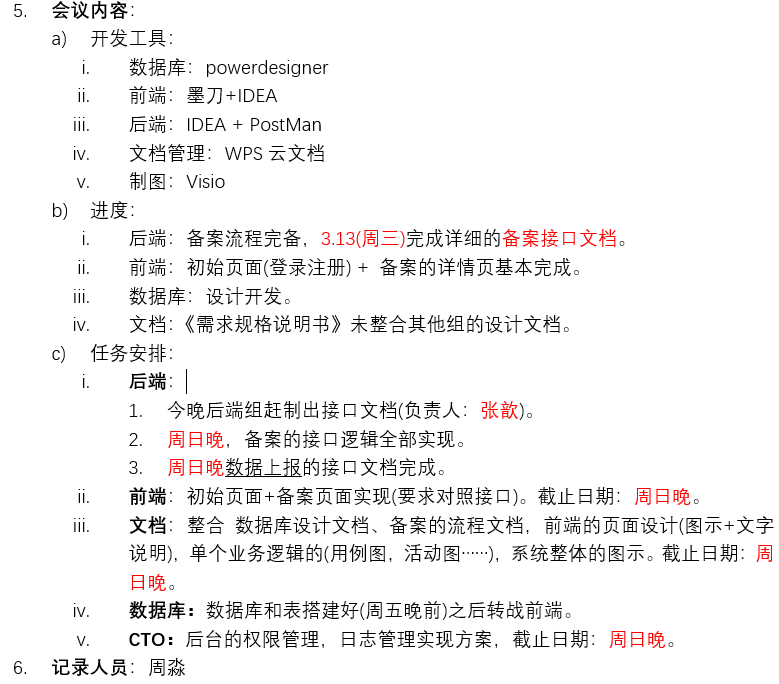 5. 会议内容：
a) 开发工具：
i. 数据库：powerdesigner
ii. 前端：墨刀+IDEA
iii. 后端：IDEA + PostMan
iv. 文档管理：WPS 云文档
v. 制图：Visio
b) 进度：
i. 后端：备案流程完备，3.13(周三)完成详细的备案接口文档。
ii. 前端：初始页面(登录注册) + 备案的详情页基本完成。
iii. 数据库：设计开发。
iv. 文档：《需求规格说明书》未整合其他组的设计文档。
c) 任务安排：
i. 后端：
1. 今晚后端组赶制出接口文档(负责人：张歆)。
2. 周日晚，备案的接口逻辑全部实现。
3. 周日晚数据上报的接口文档完成。
ii. 前端：初始页面+备案页面实现(要求对照接口)。截止日期：周日晚。
iii. 文档：整合 数据库设计文档、备案的流程文档，前端的页面设计(图示+文字
说明)，单个业务逻辑的(用例图，活动图……)，系统整体的图示。截止日期：周
日晚。
iv. 数据库：数据库和表搭建好(周五晚前)之后转战前端。
v. CTO：后台的权限管理，日志管理实现方案，截止日期：周日晚。
6. 记录人员：周淼